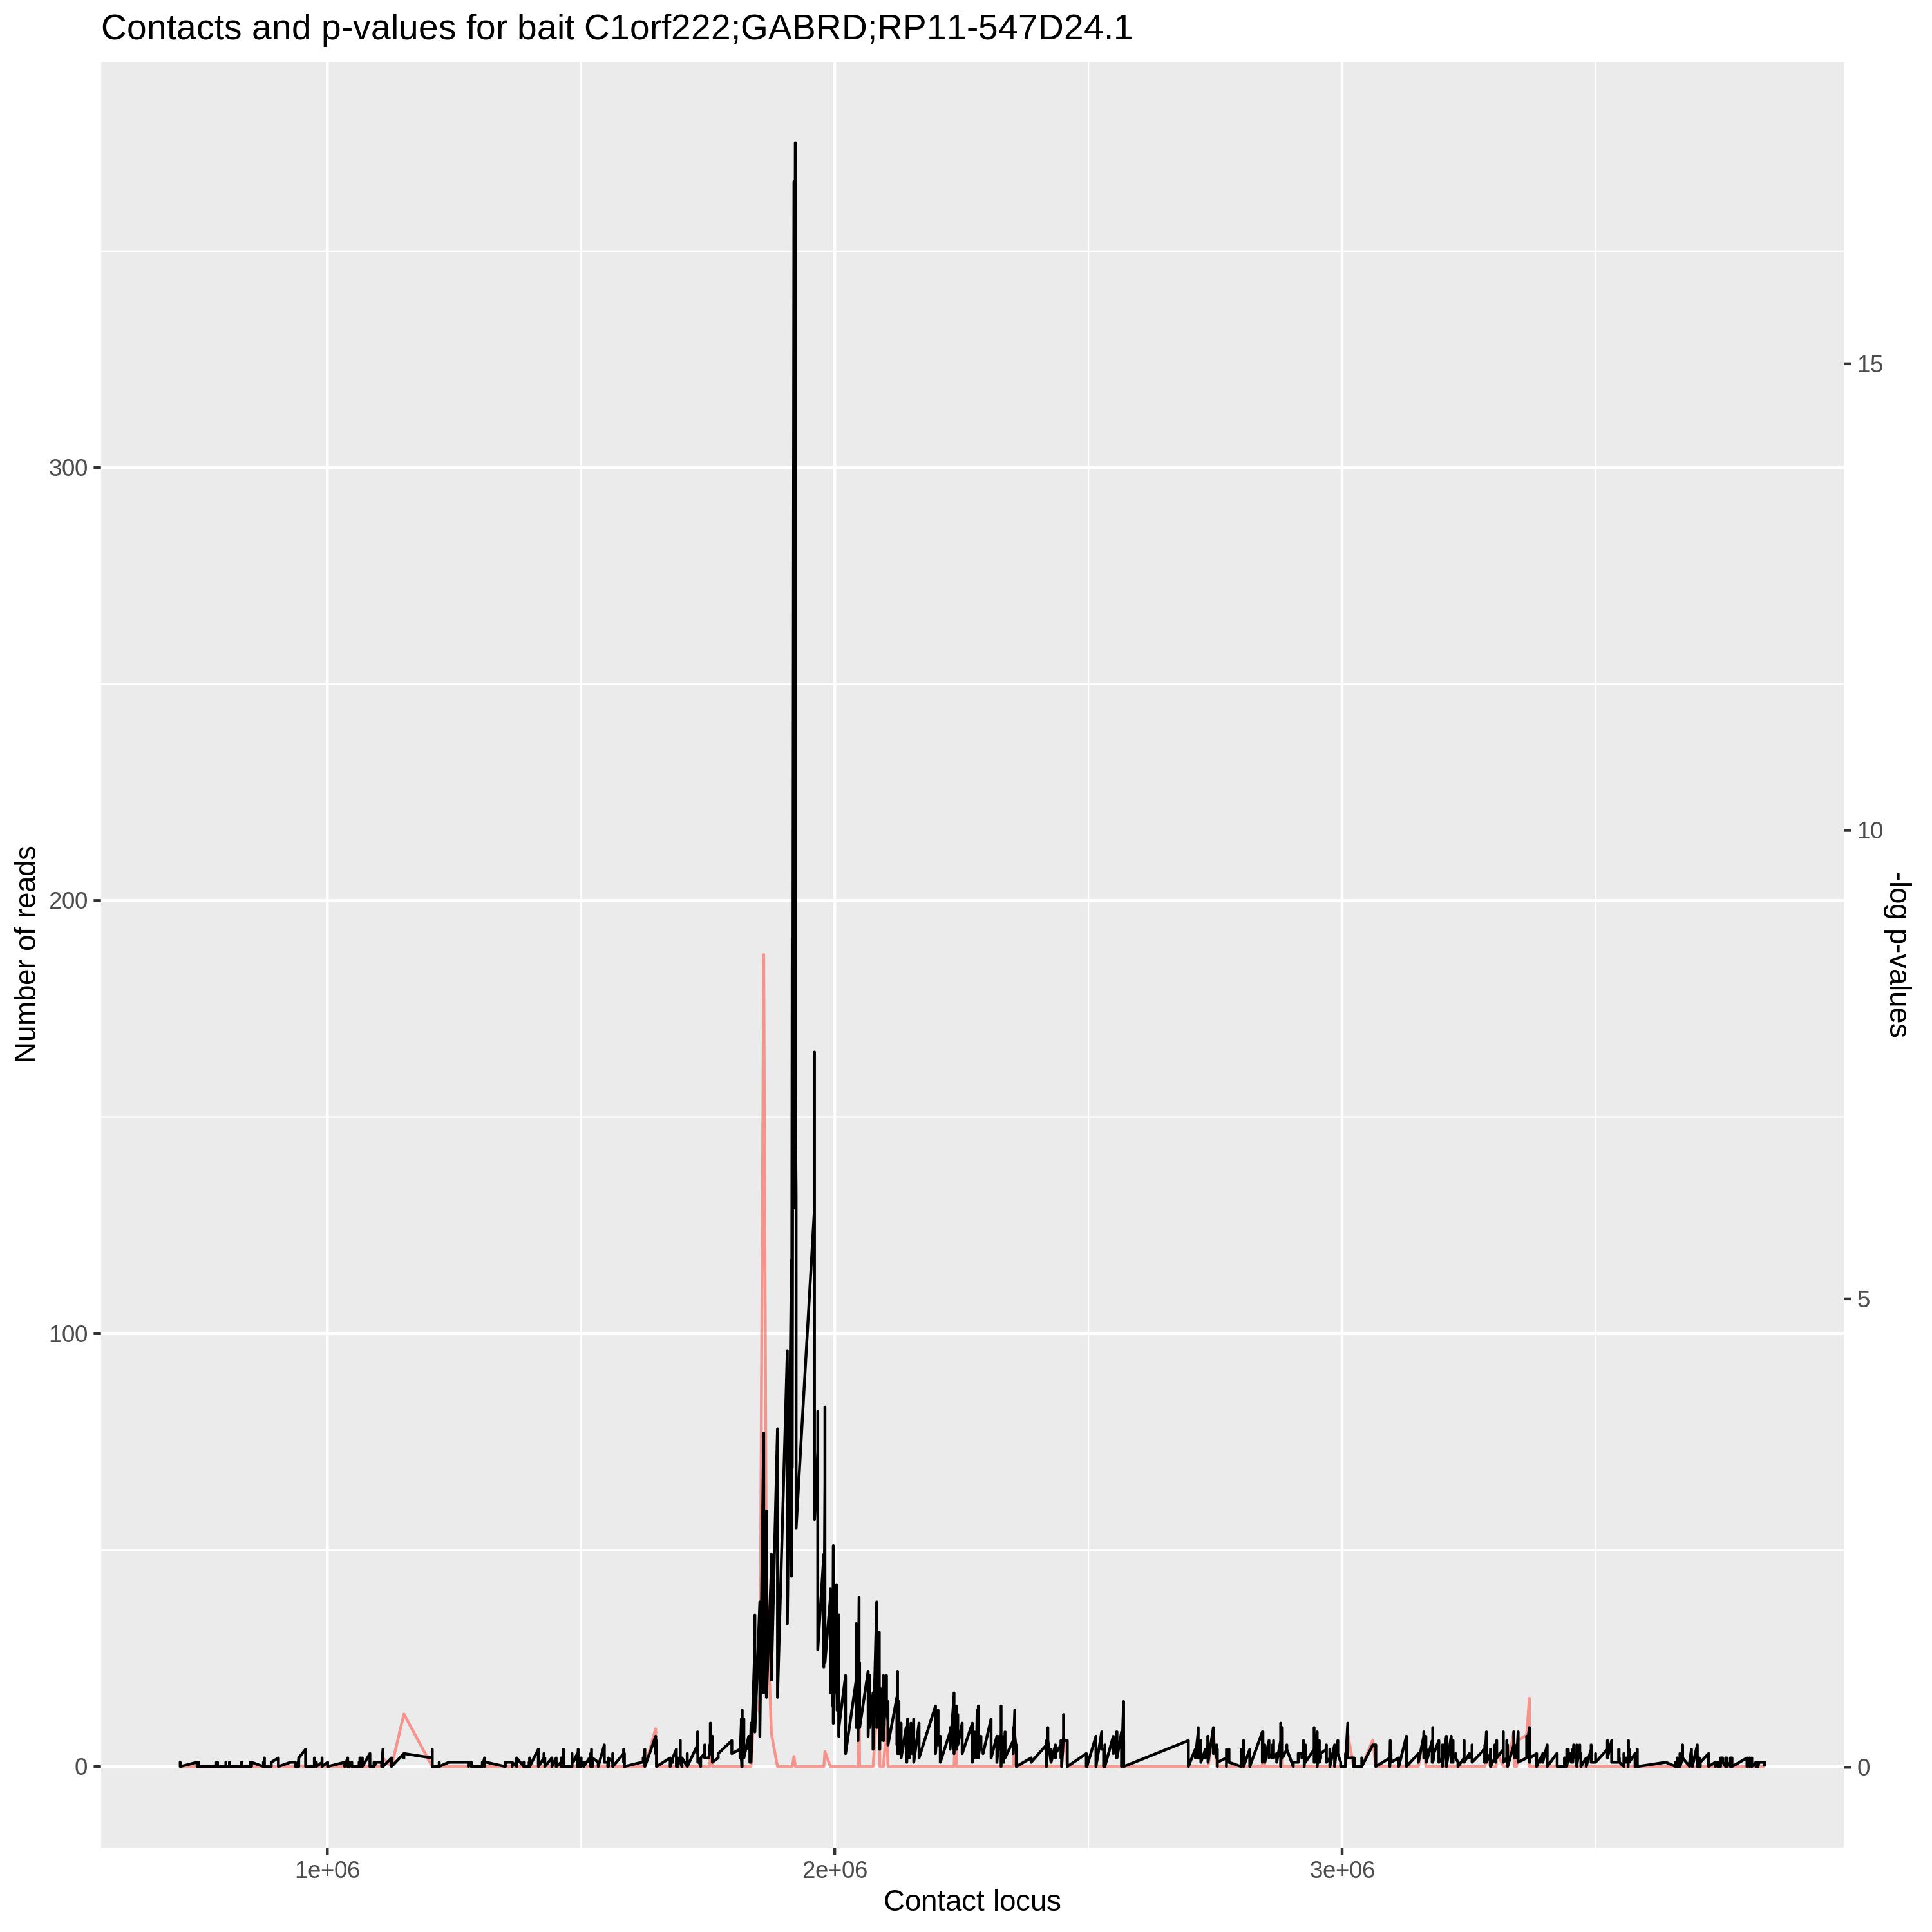 Contacts and p-values for bait C1orf222;GABRD;RP11-547D24.1
Number of reads
300
200
100
0
15
10
5
0
-log p-values
1e+06 2e+06 3e+06
Contact locus